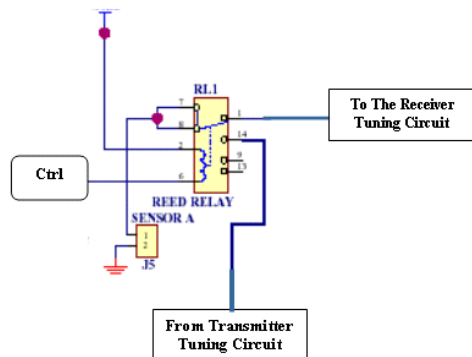 RL1
7
8
1
14
2
9
13
6
REED RELAY
To The Receiver
Tuning Circuit
Ctrl
SENSOR A
1
2
J5
From Transmitter
Tuning Circuit